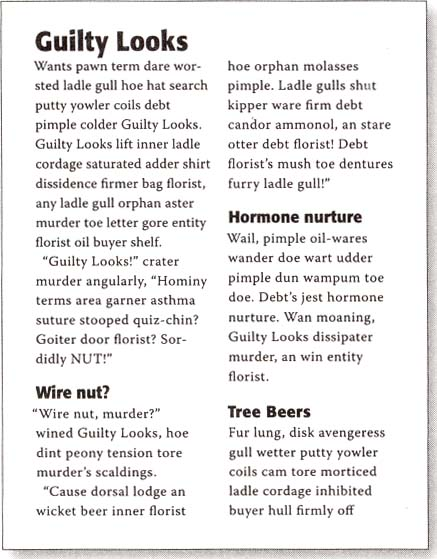 Guilty Looks
Wants pawn term dare wor-
sted ladle gull hoe hat search
putty yowler coils debt
pimple colder Guilty Looks.
Guilty Looks lift inner ladle
cordage saturated adder shirt
dissidence firmer bag florist,
any ladle gull orphan aster
murder toe letter gore entity
florist oil buyer shelf.
“Guilty Looks!” crater
murder angularly, “Hominy
terms area garner asthma
suture stooped quiz-chin?
Goiter door florist? Sor-
didly NUT!”
Wire nut?
“Wire nut, murder?”
wined Guilty Looks, hoe
dint peony tension tore
murder’s scaldings.
“Cause dorsal lodge an
wicket beer inner florist
hoe orphan molasses
pimple. Ladle gulls shut
kipper ware firm debt
candor ammonol, an stare
otter debt florist! Debt
florist’s mush toe dentures
furry ladle gull!”
Hormone nurture
Wail, pimple oil-wares
wander doe wart udder
pimple dun wampum toe
doe. Debt’s jest hormone
nurture. Wan moaning,
Guilty Looks dissipater
murder, an win entity
florist.
Tree Beers
Fur lung, disk avengeress
gull wetter putty yowler
coils cam tore morticed
ladle cordage inhibited
buyer hull firmly off